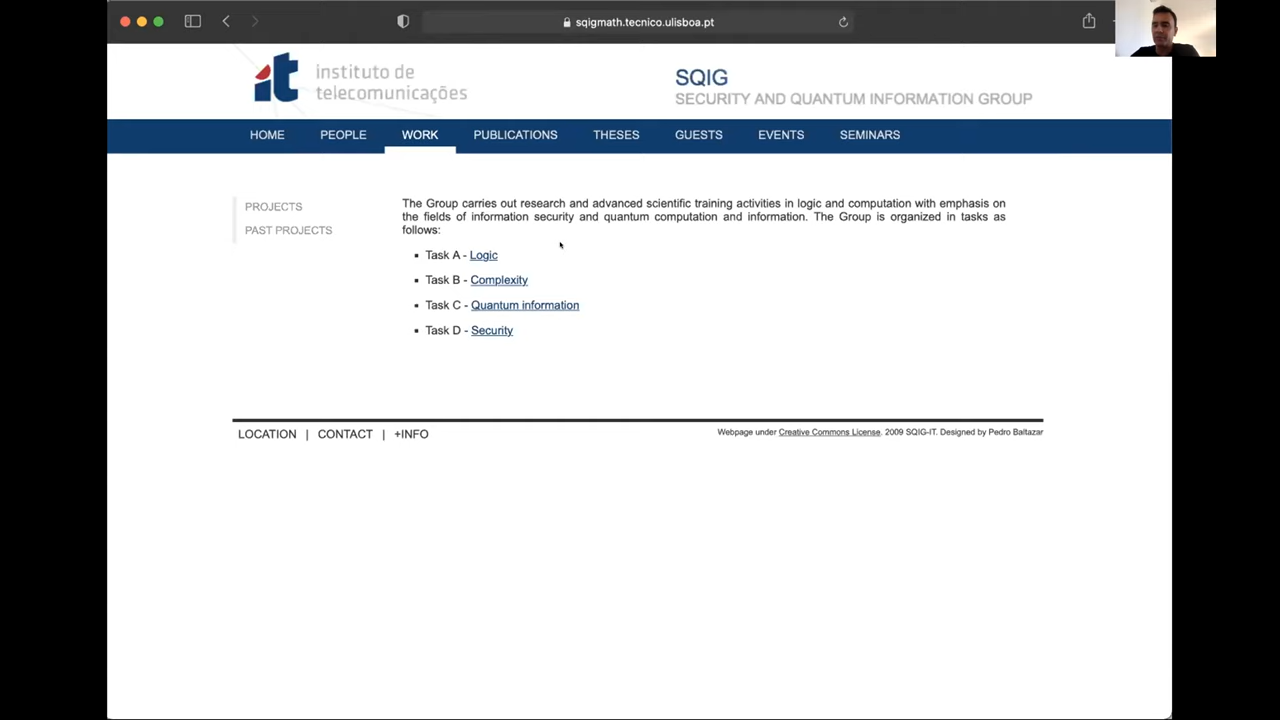 sqigmath.tecnico.ulisboa.pt
it instituto de
telecomunicações
SQIG
SECURITY AND QUANTUM INFORMATION GROUP
HOME PEOPLE WORK PUBLICATIONS THESES GUESTS EVENTS SEMINARS
PROJECTS
PAST PROJECTS
The Group carries out research and advanced scientific training activities in logic and computation with emphasis on
the fields of information security and quantum computation and information. The Group is organized in tasks as
follows:
Task A - Logic
Task B - Complexity
Task C - Quantum information
Task D - Security
LOCATION | CONTACT | +INFO
Webpage under Creative Commons License. 2009 SQIG-IT. Designed by Pedro Baltazar